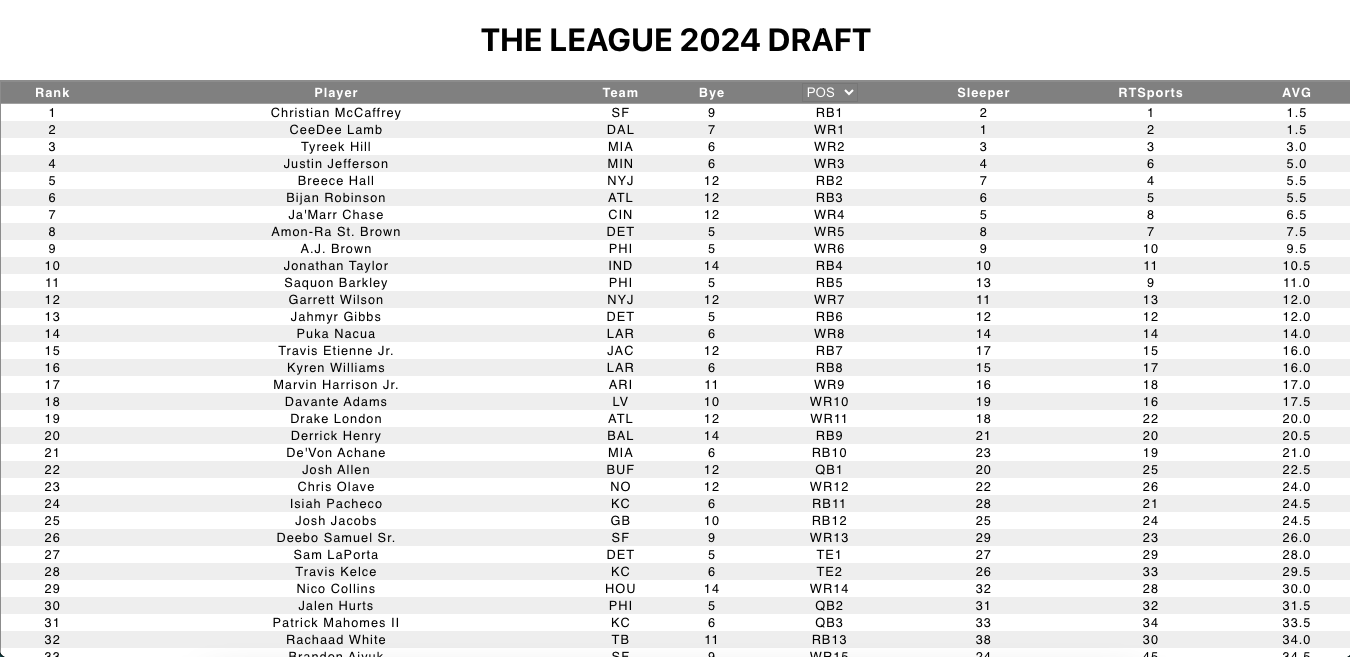 THE LEAGUE 2024 DRAFT
Rank Player Team Bye POS Sleeper RTSports AVG
1 Christian McCaffrey SF 9 RB1 2 1 1.5
2 CeeDee Lamb DAL 7 WR1 1 2 1.5
3 Tyreek Hill MIA 6 WR2 3 3 3.0
4 Justin Jefferson MIN 6 WR3 4 6 5.0
5 Breece Hall NYJ 12 RB2 7 4 5.5
6 Bijan Robinson ATL 12 RB3 6 5 5.5
7 Ja'Marr Chase CIN 12 WR4 5 8 6.5
8 Amon-Ra St. Brown DET 5 WR5 8 7 7.5
9 A.J. Brown PHI 5 WR6 9 10 9.5
10 Jonathan Taylor IND 14 RB4 10 11 10.5
11 Saquon Barkley PHI 5 RB5 13 9 11.0
12 Garrett Wilson NYJ 12 WR7 11 13 12.0
13 Jahmyr Gibbs DET 5 RB6 12 12 12.0
14 Puka Nacua LAR 6 WR8 14 14 14.0
15 Travis Etienne Jr. JAC 12 RB7 17 15 16.0
16 Kyren Williams LAR 6 RB8 15 17 16.0
17 Marvin Harrison Jr. ARI 11 WR9 16 18 17.0
18 Davante Adams LV 10 WR10 19 16 17.5
19 Drake London ATL 12 WR11 18 22 20.0
20 Derrick Henry BAL 14 RB9 21 20 20.5
21 De'Von Achane MIA 6 RB10 23 19 21.0
22 Josh Allen BUF 12 QB1 20 25 22.5
23 Chris Olave NO 12 WR12 22 26 24.0
24 Isiah Pacheco KC 6 RB11 28 21 24.5
25 Josh Jacobs GB 10 RB12 25 24 24.5
26 Deebo Samuel Sr. SF 9 WR13 29 23 26.0
27 Sam LaPorta DET 5 TE1 27 29 28.0
28 Travis Kelce KC 6 TE2 26 33 29.5
29 Nico Collins HOU 14 WR14 32 28 30.0
30 Jalen Hurts PHI 5 QB2 31 32 31.5
31 Patrick Mahomes II KC 6 QB3 33 34 33.5
32 Rachaad White TB 11 RB13 38 30 34.0
33 Brandon Aiyuk SF 9 WR15 24 45 34.5